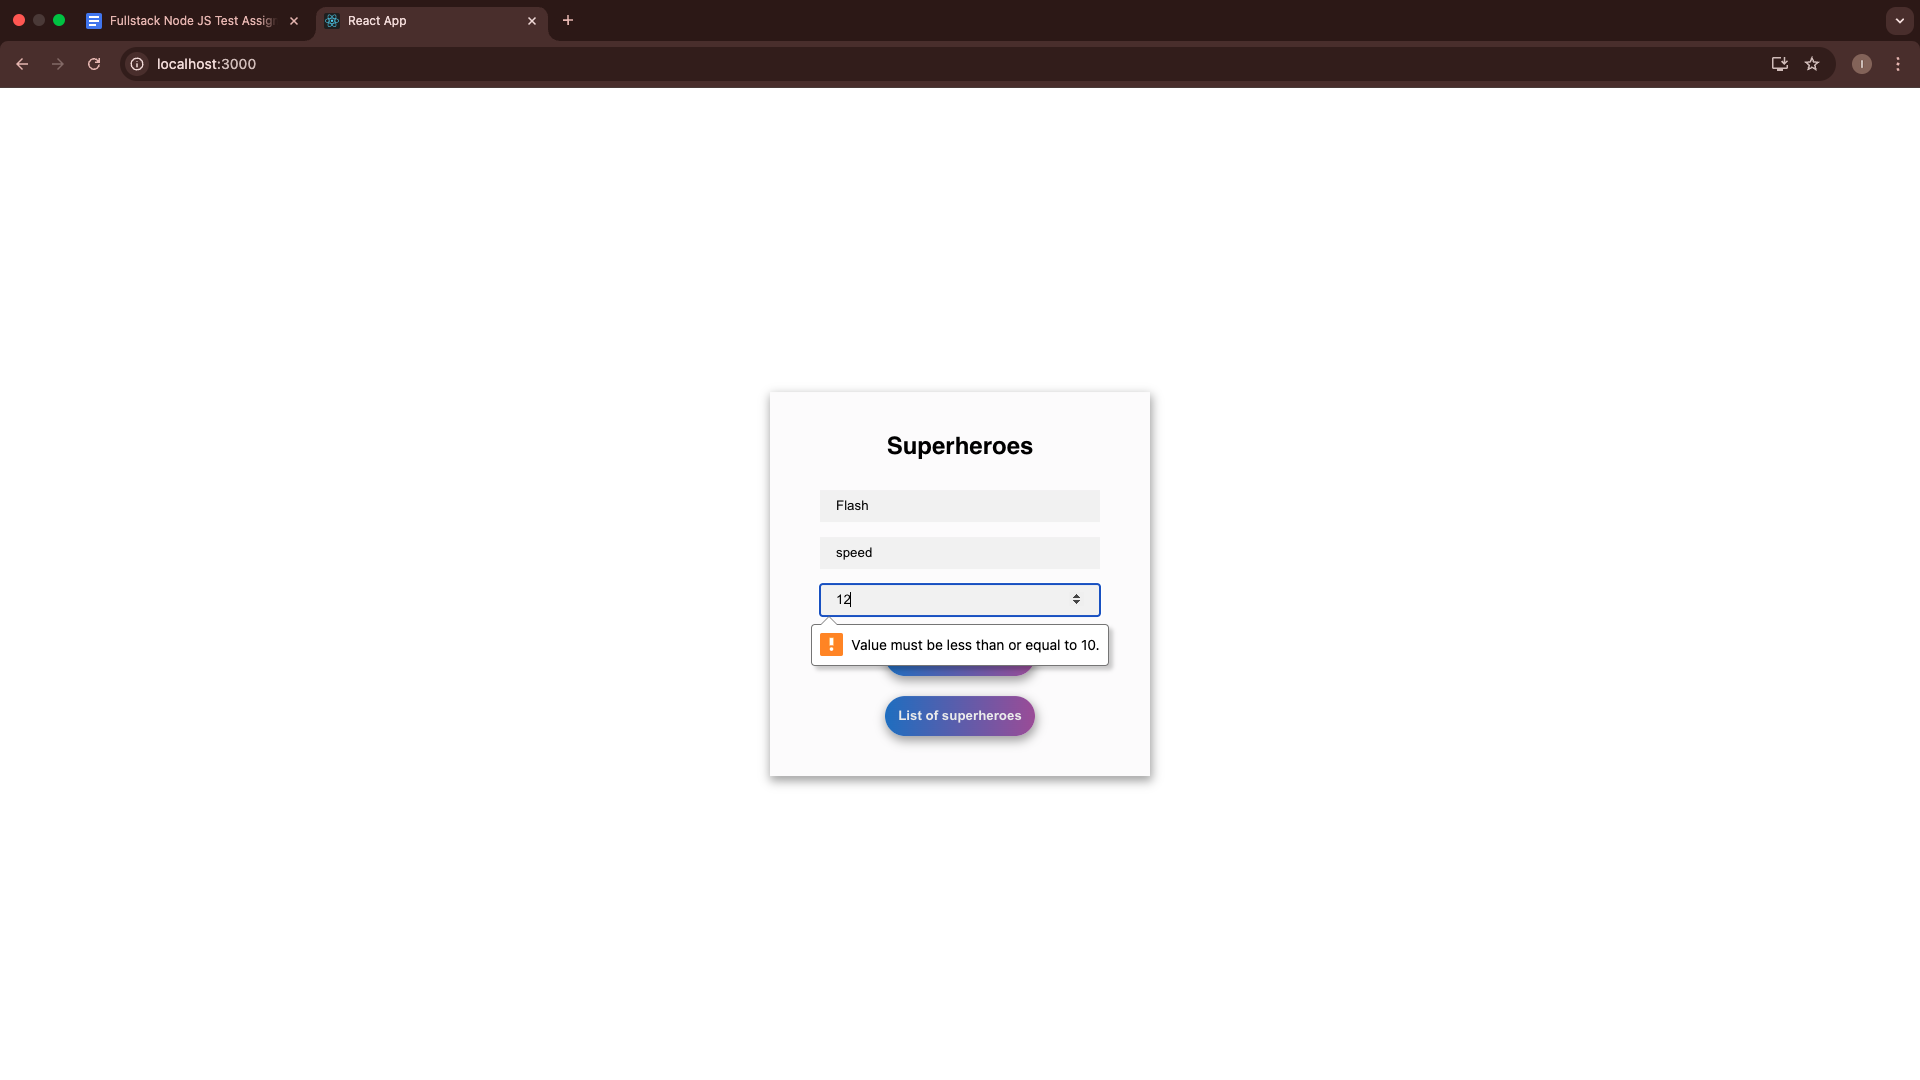 Fullstack Node JS Test Assig
React App
localhost:3000
I
Superheroes
Flash
speed
12
Value must be less than or equal to 10.
List of superheroes